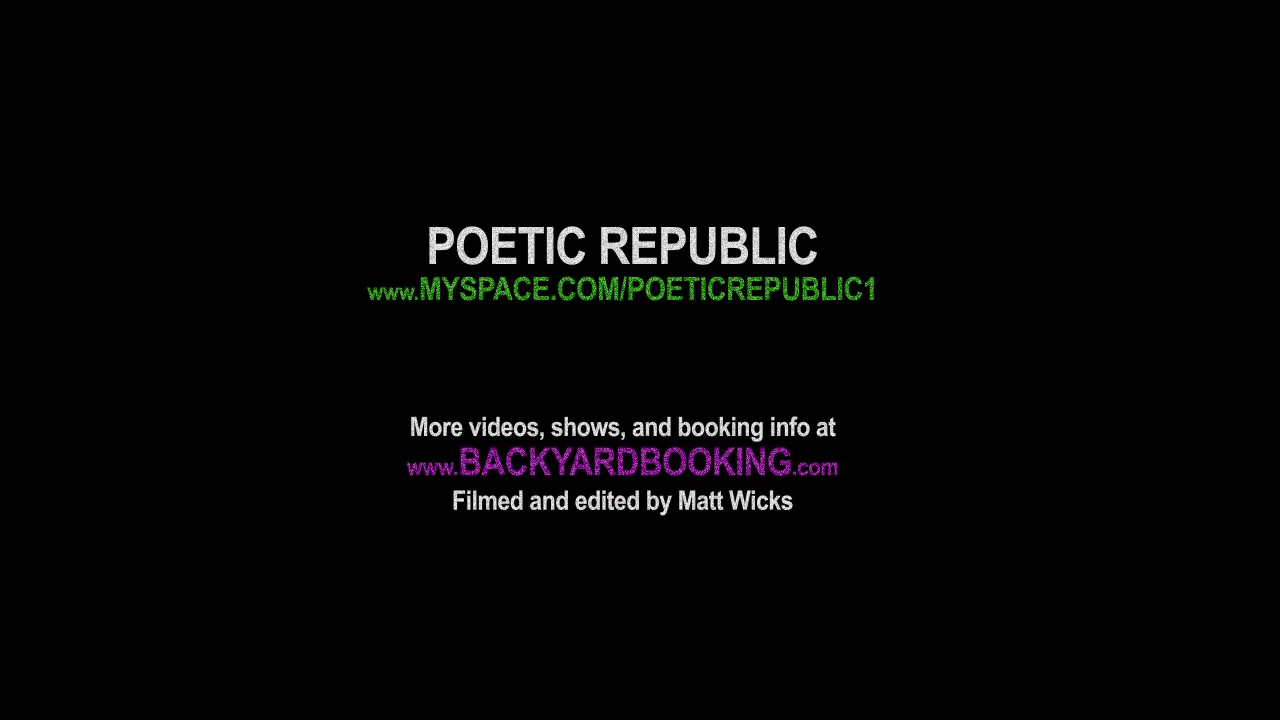 POETIC REPUBLIC
www.MYSPACE.COM/POETICREPUBLIC1
More videos, shows, and booking info at
www.BACKYARDBOOKING.com
Filmed and edited by Matt Wicks